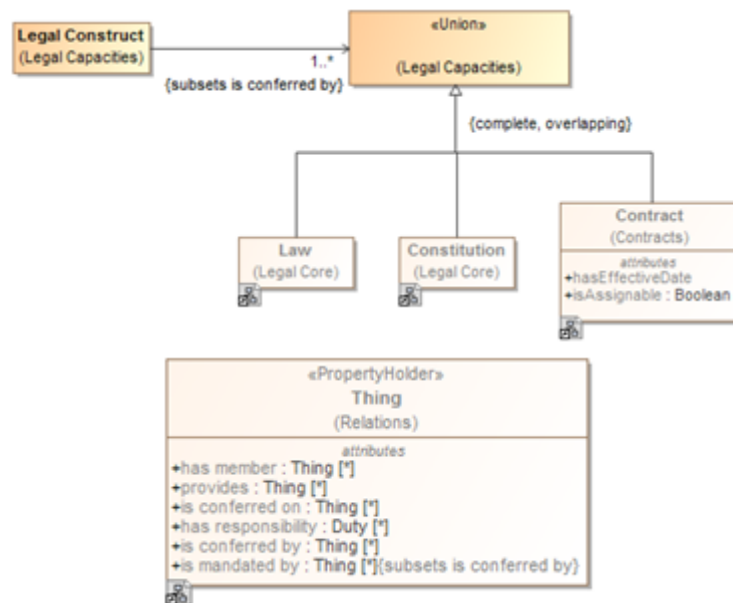 Legal Construct
(Legal Capacities)
«Union»
(Legal Capacities)
1..*
{subsets is conferred by}
{complete, overlapping}
Law
(Legal Core)
Constitution
(Legal Core)
Contract
(Contracts)
attributes
+hasEffectiveDate
+isAssignable : Boolean
«PropertyHolder»
Thing
(Relations)
attributes
+has member : Thing [*]
+provides : Thing [*]
+is conferred on : Thing [*]
+has responsibility : Duty [*]
+is conferred by : Thing [*]
+is mandated by : Thing [*]{subsets is conferred by}